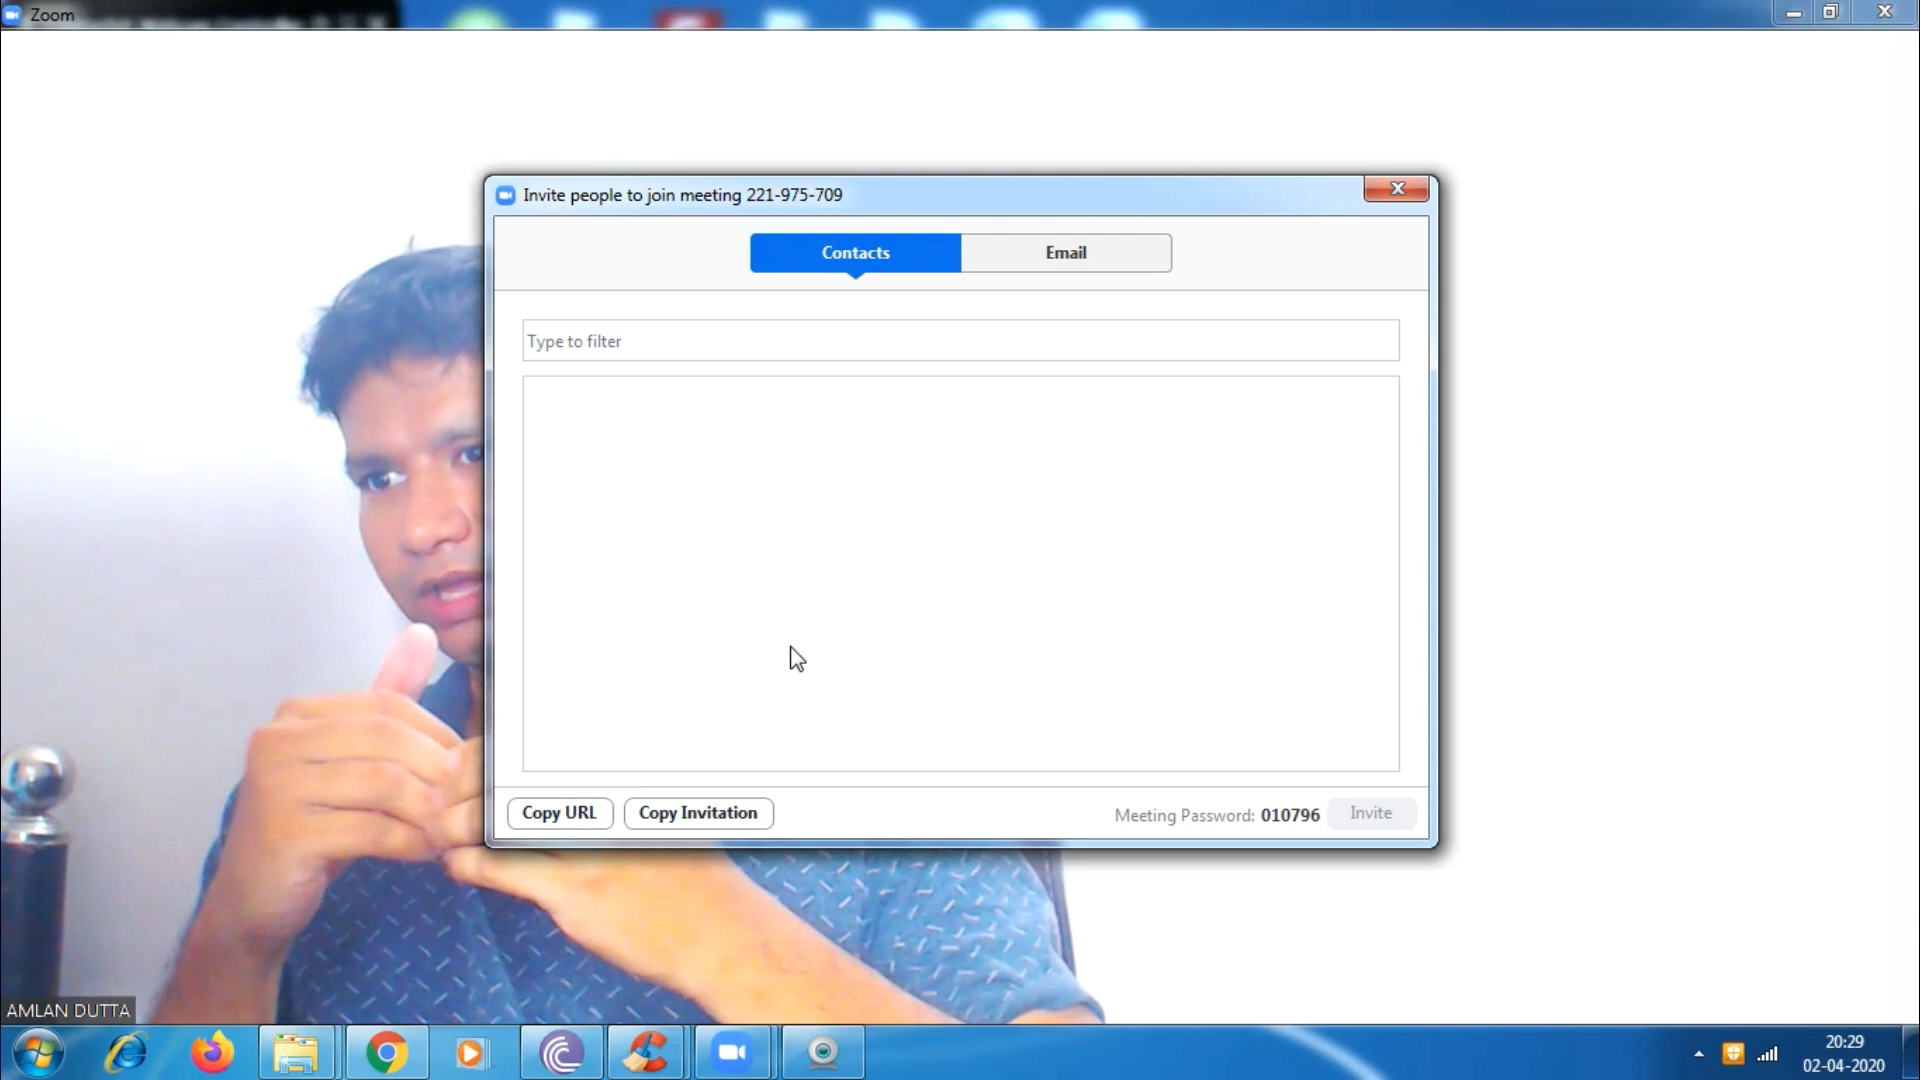 Zoom
Invite people to join meeting 221-975-709
Contacts
Email
Type to filter
Copy URL
Copy Invitation
Meeting Password: 010796
Invite
AMLAN DUTTA
20:29
02-04-2020